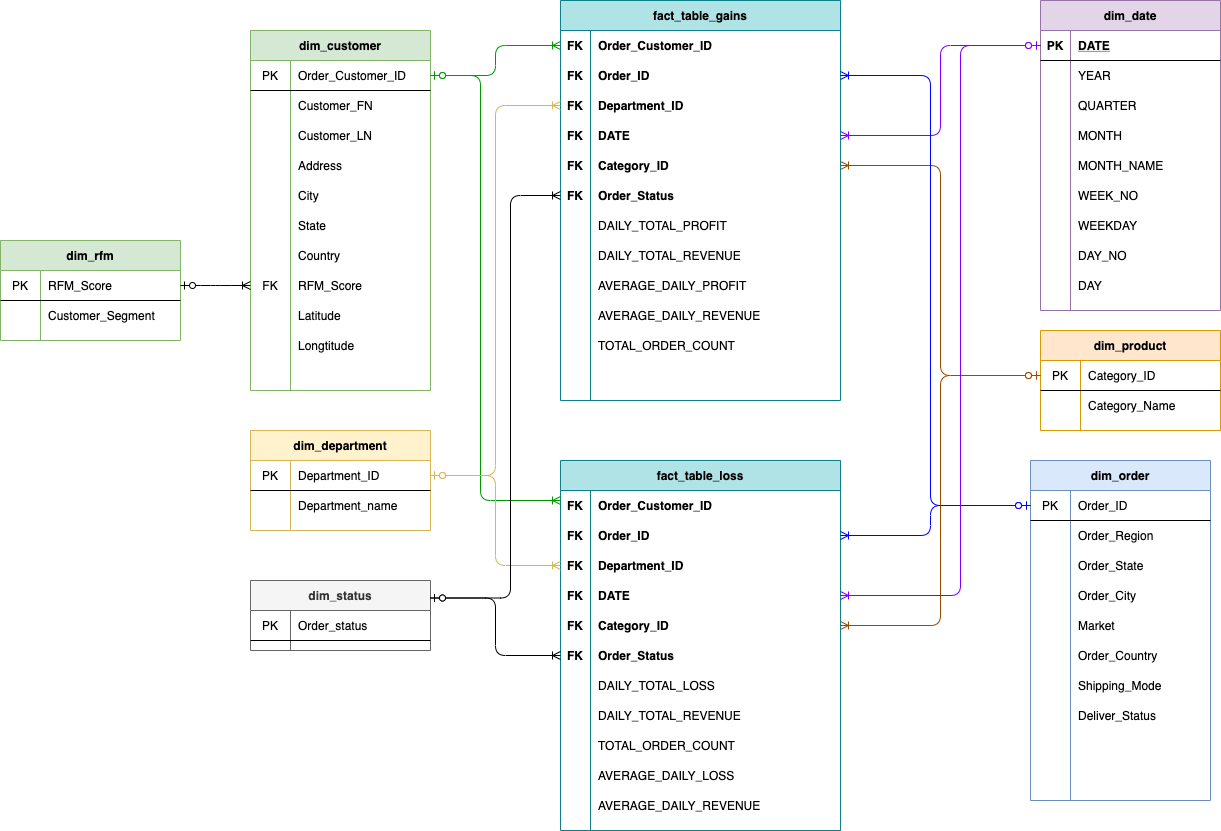 dim_rfm
PK RFM_Score
Customer_Segment
dim_customer
PK Order_Customer_ID
Customer_FN
Customer_LN
Address
City
State
Country
FK RFM_Score
Latitude
Longtitude
dim_department
PK Department_ID
Department_name
dim_status
PK Order_status
fact_table_gains
FK Order_Customer_ID
FK Order_ID
FK Department_ID
FK DATE
FK Category_ID
FK Order_Status
DAILY_TOTAL_PROFIT
DAILY_TOTAL_REVENUE
AVERAGE_DAILY_PROFIT
AVERAGE_DAILY_REVENUE
TOTAL_ORDER_COUNT
fact_table_loss
FK Order_Customer_ID
FK Order_ID
FK Department_ID
FK DATE
FK Category_ID
FK Order_Status
DAILY_TOTAL_LOSS
DAILY_TOTAL_REVENUE
TOTAL_ORDER_COUNT
AVERAGE_DAILY_LOSS
AVERAGE_DAILY_REVENUE
dim_date
PK DATE
YEAR
QUARTER
MONTH
MONTH_NAME
WEEK_NO
WEEKDAY
DAY_NO
DAY
dim_product
PK Category_ID
Category_Name
dim_order
PK Order_ID
Order_Region
Order_State
Order_City
Market
Order_Country
Shipping_Mode
Deliver_Status